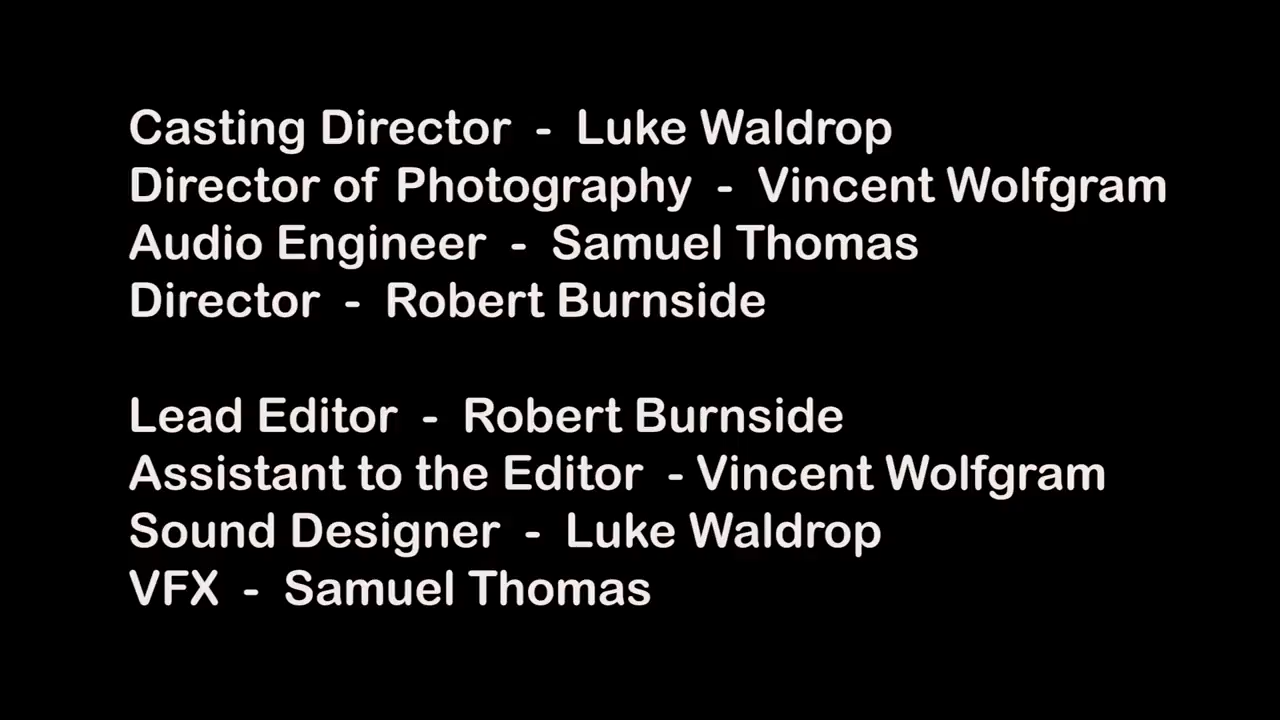 Casting Director - Luke Waldrop
Director of Photography - Vincent Wolfgram
Audio Engineer - Samuel Thomas
Director - Robert Burnside
Lead Editor - Robert Burnside
Assistant to the Editor - Vincent Wolfgram
Sound Designer - Luke Waldrop
VFX - Samuel Thomas